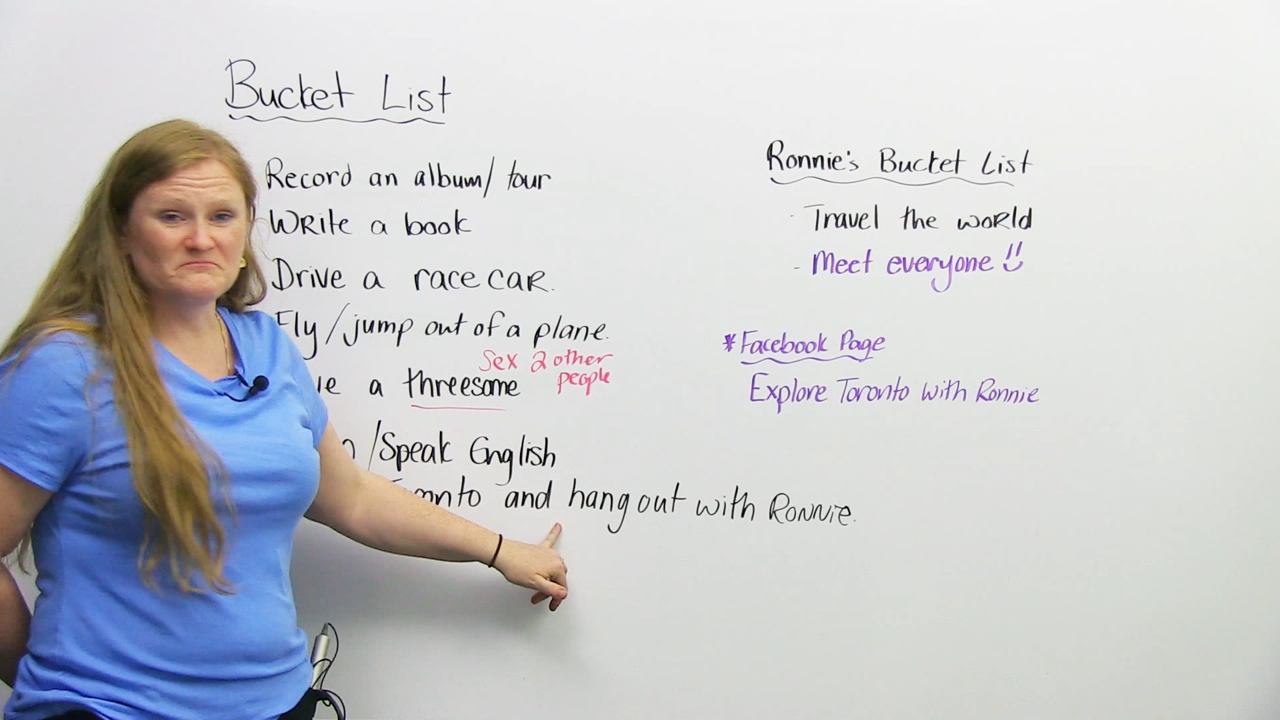 Bucket List
Record an album/tour
Write a book
Drive a race car.
Fly/jump out of a plane.
Sex 2 other
people
a threesome
/Speak English
and hang out with Ronnie.
Ronnie's Bucket List
- Travel the world
- Meet everyone
*Facebook Page
Explore Toronto with Ronnie